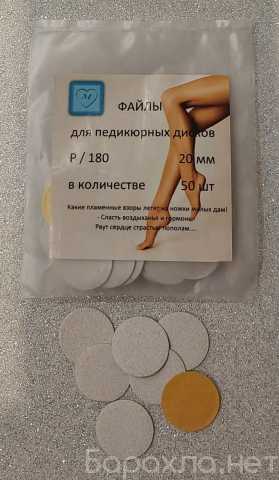 М
ФАЙЛЫ
для педикюрных дисков
Р / 180 20 мм
в количестве 50 шт
Какие пламенные взоры летят на ножки милых дам!
- Сласть воздыханья и гормоны
Рвут сердце страстью пополам....
Барахла.нет